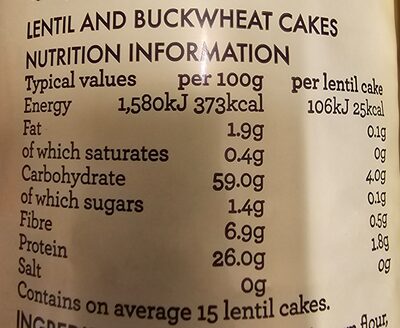 LENTIL AND BUCKWHEAT CAKES
NUTRITION INFORMATION
Typical values per 100g per lentil cake
Energy 1,580kJ 373kcal 106kJ 25kcal
Fat 1.9g 0.1g
of which saturates 0.4g 0g
Carbohydrate 59.0g 4.0g
of which sugars 1.4g 0.1g
Fibre 6.9g 0.5g
Protein 26.0g 1.8g
Salt 0g 0g
Contains on average 15 lentil cakes.
flour,